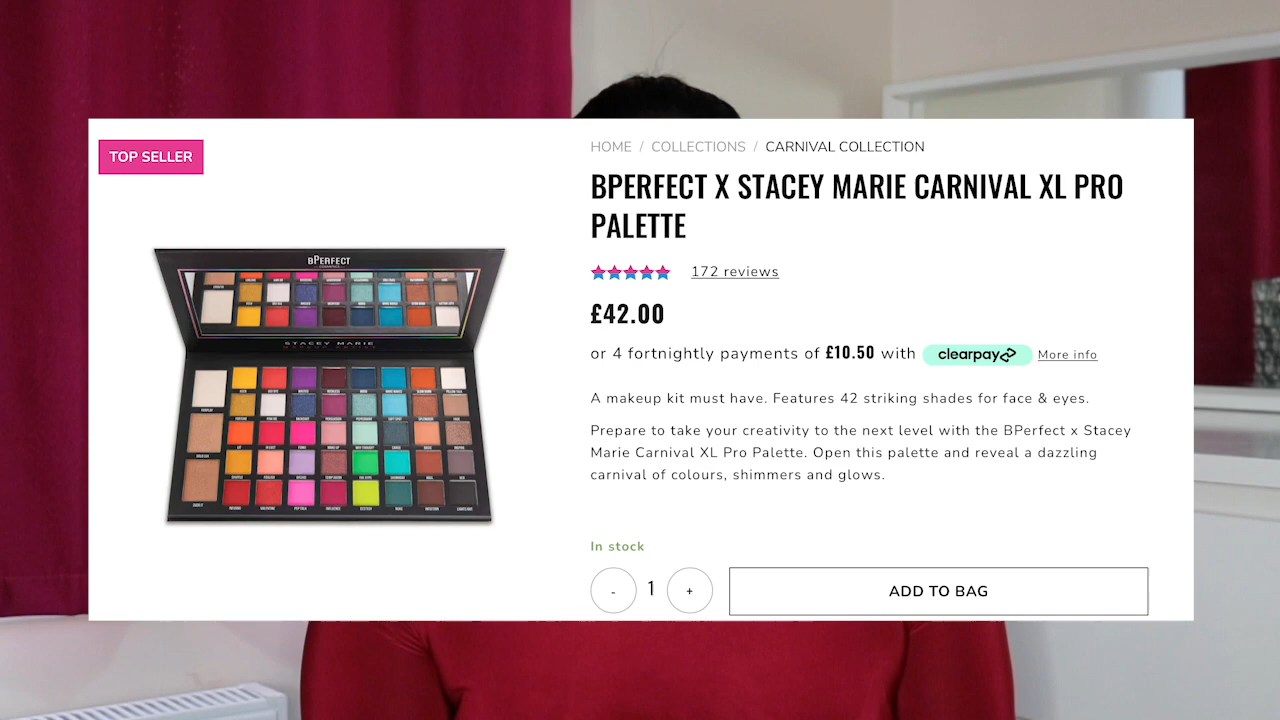 TOP SELLER
HOME / COLLECTIONS / CARNIVAL COLLECTION
BPERFECT X STACEY MARIE CARNIVAL XL PRO
PALETTE
172 reviews
£42.00
or 4 fortnightly payments of £10.50 with clearpay More info
A makeup kit must have. Features 42 striking shades for face & eyes.
Prepare to take your creativity to the next level with the BPerfect x Stacey
Marie Carnival XL Pro Palette. Open this palette and reveal a dazzling
carnival of colours, shimmers and glows.
In stock
- 1 +
ADD TO BAG
BPERFECT
STACEY MARIE